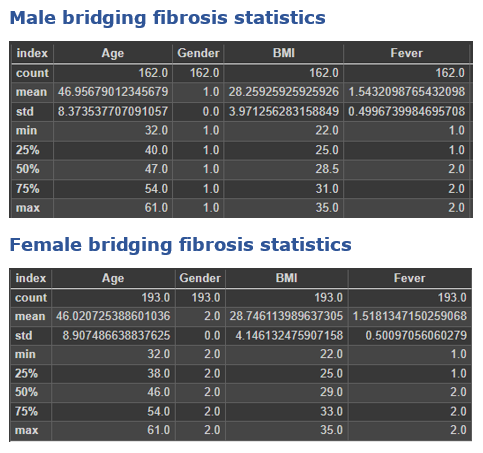 Male bridging fibrosis statistics
index Age Gender BMI Fever
count 162.0 162.0 162.0 162.0
mean 46.95679012345679 1.0 28.25925925925926 1.5432098765432098
std 8.373537707091057 0.0 3.971256283158849 0.4996739984695708
min 32.0 1.0 22.0 1.0
25% 40.0 1.0 25.0 1.0
50% 47.0 1.0 28.5 2.0
75% 54.0 1.0 31.0 2.0
max 61.0 1.0 35.0 2.0
Female bridging fibrosis statistics
index Age Gender BMI Fever
count 193.0 193.0 193.0 193.0
mean 46.020725388601036 2.0 28.746113989637305 1.5181347150259068
std 8.907486638837625 0.0 4.146132475907158 0.50097056060279
min 32.0 2.0 22.0 1.0
25% 38.0 2.0 25.0 1.0
50% 46.0 2.0 29.0 2.0
75% 54.0 2.0 33.0 2.0
max 61.0 2.0 35.0 2.0